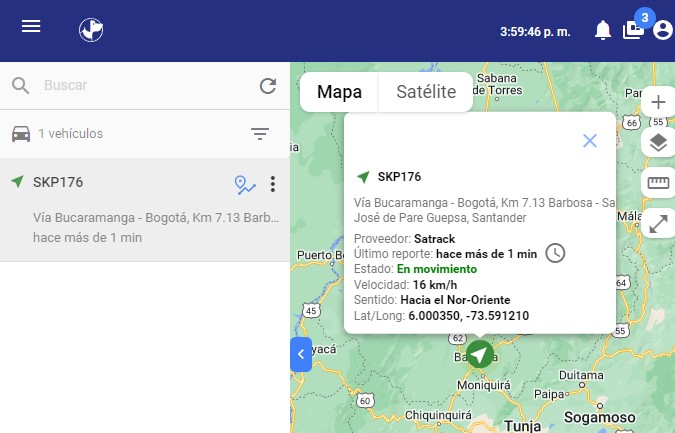 3:59:46 p. m.
3
Buscar
1 vehículos
SKP176
Vía Bucaramanga - Bogotá, Km 7.13 Barb...
hace más de 1 min
Mapa
Satélite
Sabana
de Torres
66
55
SKP176
Vía Bucaramanga - Bogotá, Km 7.13 Barbosa - Sa
José de Pare Guepsa, Santander
Proveedor: Satrack
Último reporte: hace más de 1 min
Estado: En movimiento
Velocidad: 16 km/h
Sentido: Hacia el Nor-Oriente
Lat/Long: 6.000350, -73.591210
Mála
Puerto B
64
45
55
62
yacá
Moniquirá
Duitama
Paipa
60
Chiquinquirá
Sogamoso
Tunja